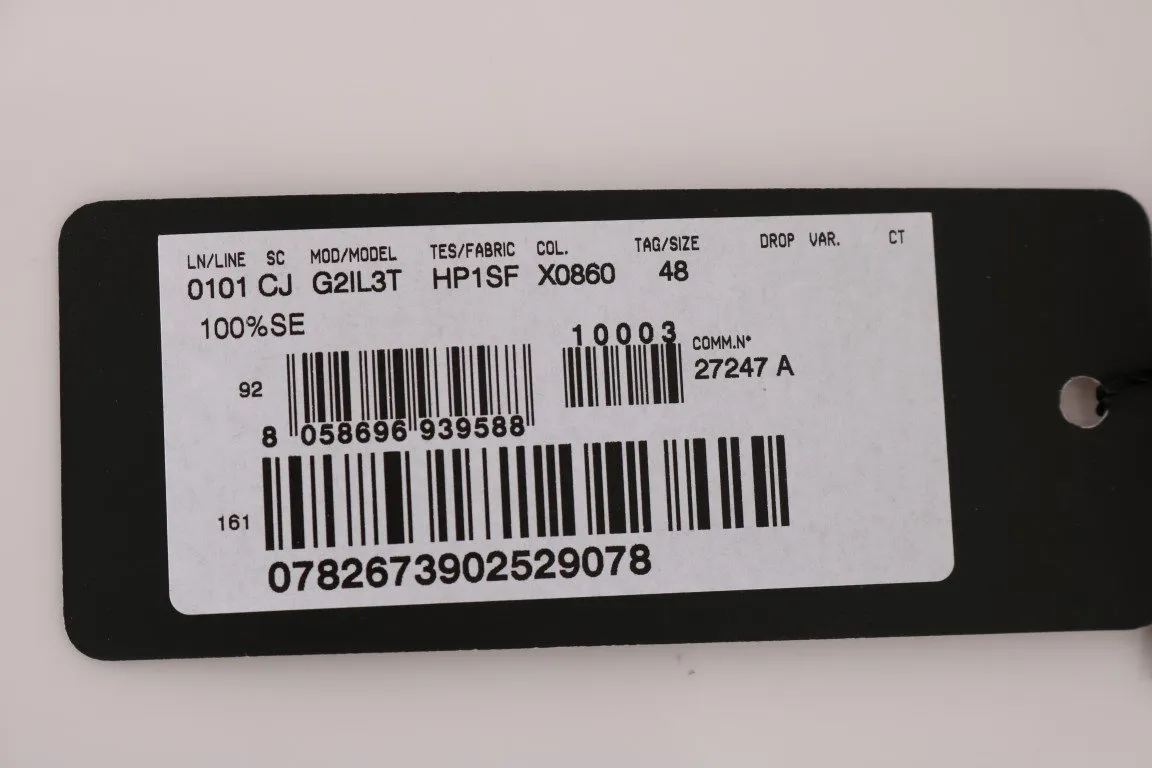 LN/LINE SC MOD/MODEL TES/FABRIC COL. TAG/SIZE DROP VAR. CT
0101 CJ G2IL3T HP1SF X0860 48
100%SE
10003 COMM.N°
92 27247 A
8 058696 939588
161
0782673902529078